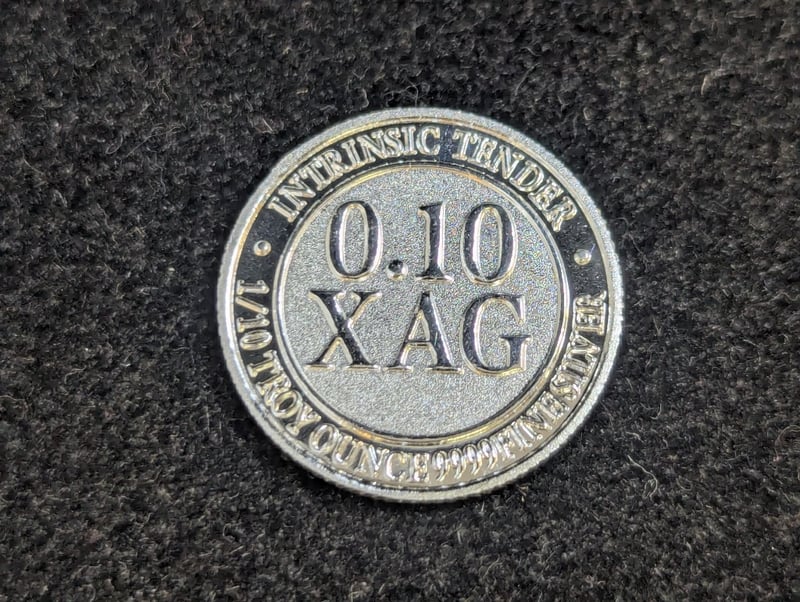 INTRINSIC TENDER
0.10
XAG
1/10 TROY OUNCE 9999 FINE SILVER